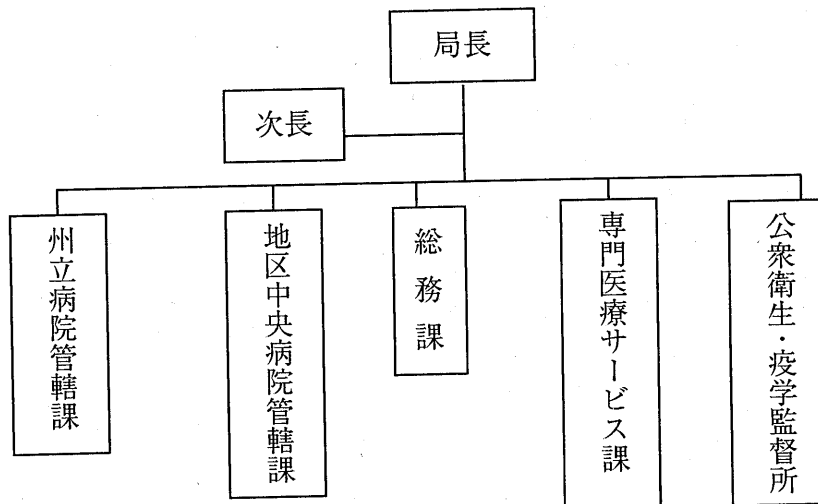 局長
次長
州立病院管轄課
地区中央病院管轄課
総務課
専門医療サービス課
公衆衛生・疫学監督所